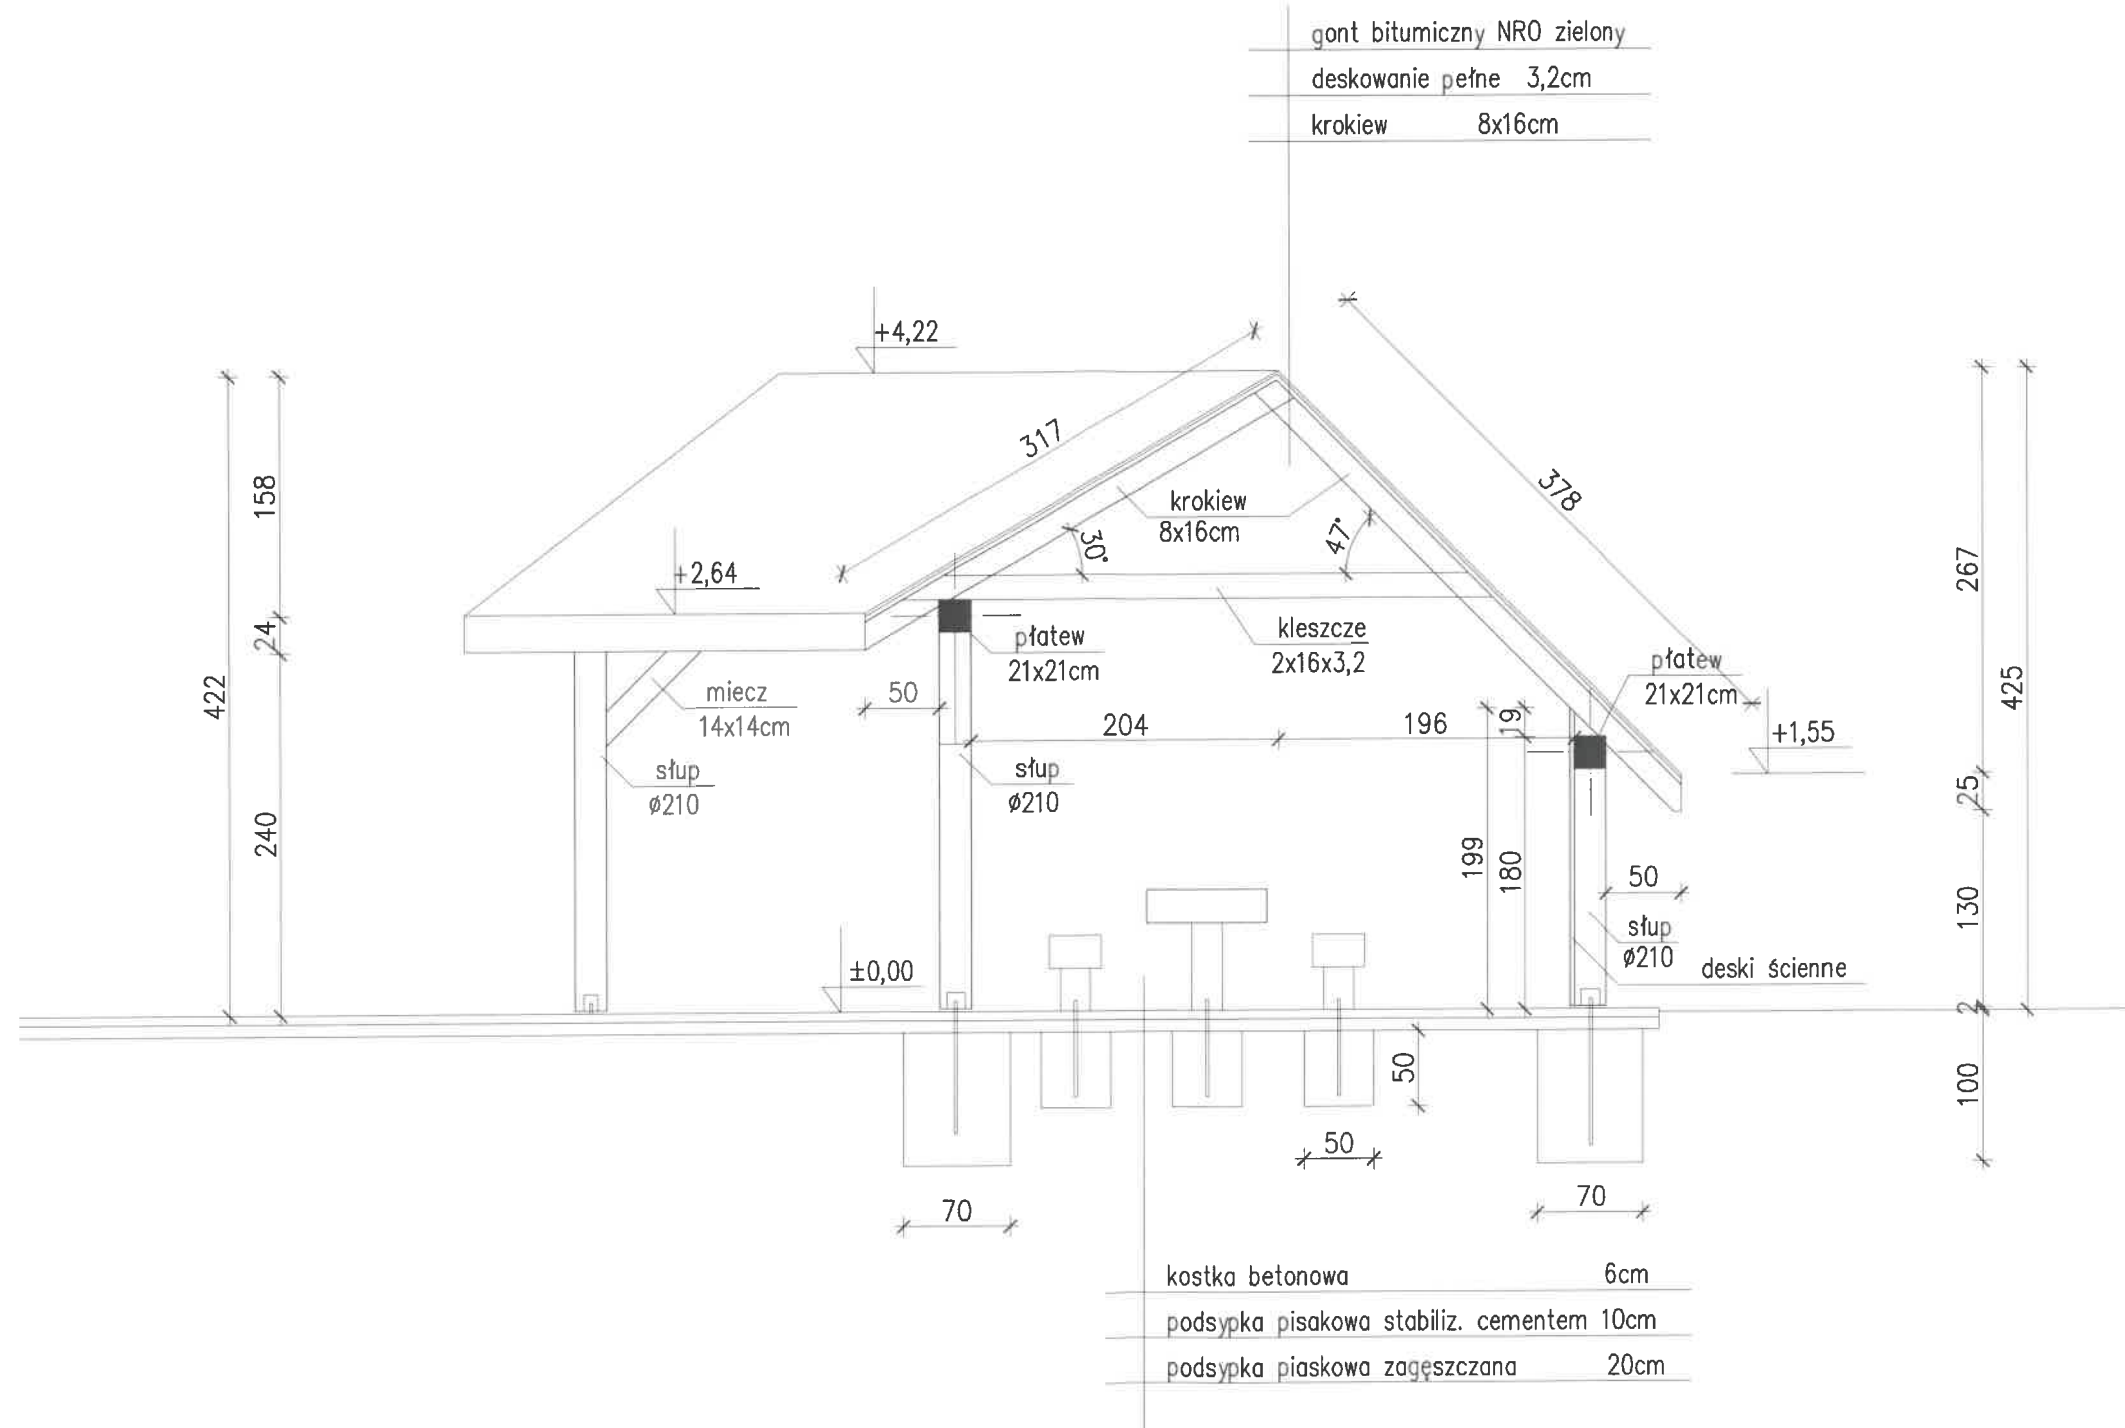 gont bitumiczny NRO zielony
deskowanie pełne 3,2cm
krokiew 8x16cm
+4,22
317
378
158
krokiew
8x16cm
30°
47°
267
+2,64
24
płatew
21x21cm
kleszcze
2x16x3,2
płatew
21x21cm
422
425
miecz
14x14cm
50
204
196
19
+1,55
słup
ø210
słup
ø210
25
240
199
180
50
130
słup
ø210
deski ścienne
±0,00
2
50
100
50
70
70
kostka betonowa 6cm
podsypka pisakowa stabiliz. cementem 10cm
podsypka piaskowa zagęszczana 20cm